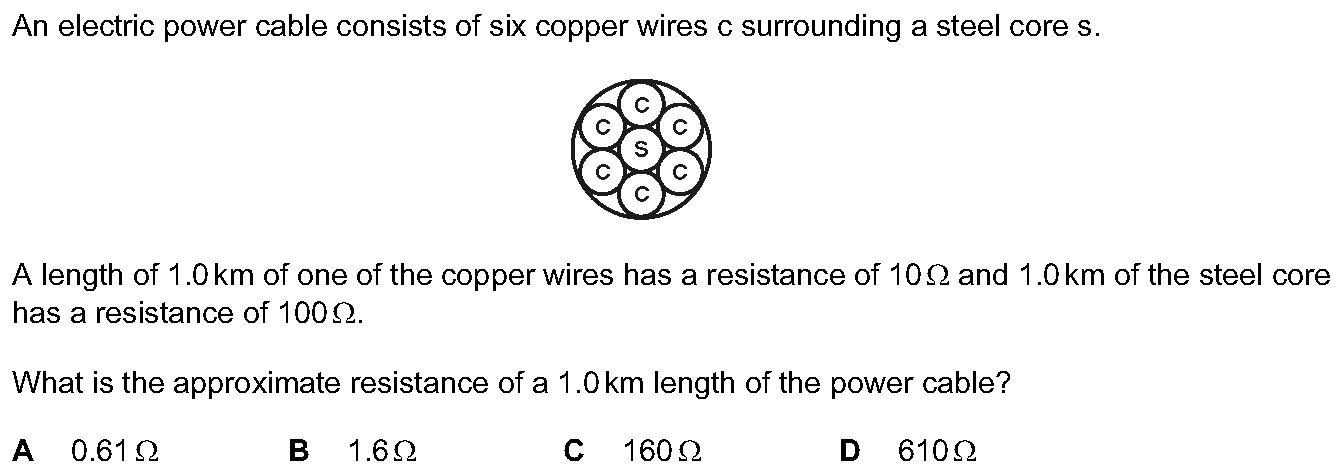 An electric power cable consists of six copper wires c surrounding a steel core s.
c
c c
s
c c
c
A length of 1.0 km of one of the copper wires has a resistance of 10 Ω and 1.0 km of the steel core
has a resistance of 100 Ω.
What is the approximate resistance of a 1.0 km length of the power cable?
A 0.61 Ω B 1.6 Ω C 160 Ω D 610 Ω